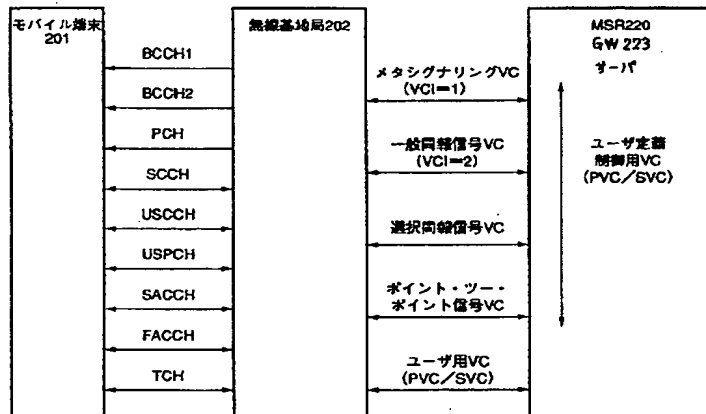 モバイル端末
201
無線基地局202
MSR220
GW 223
サーバ
BCCH1
BCCH2
PCH
SCCH
USCCH
USPCH
SACCH
FACCH
TCH
メタシグナリングVC
(VCI=1)
一般同報信号VC
(VCI=2)
選択同報信号VC
ポイント・ツー・
ポイント信号VC
ユーザ用VC
(PVC/SVC)
ユーザ定義
制御用VC
(PVC/SVC)